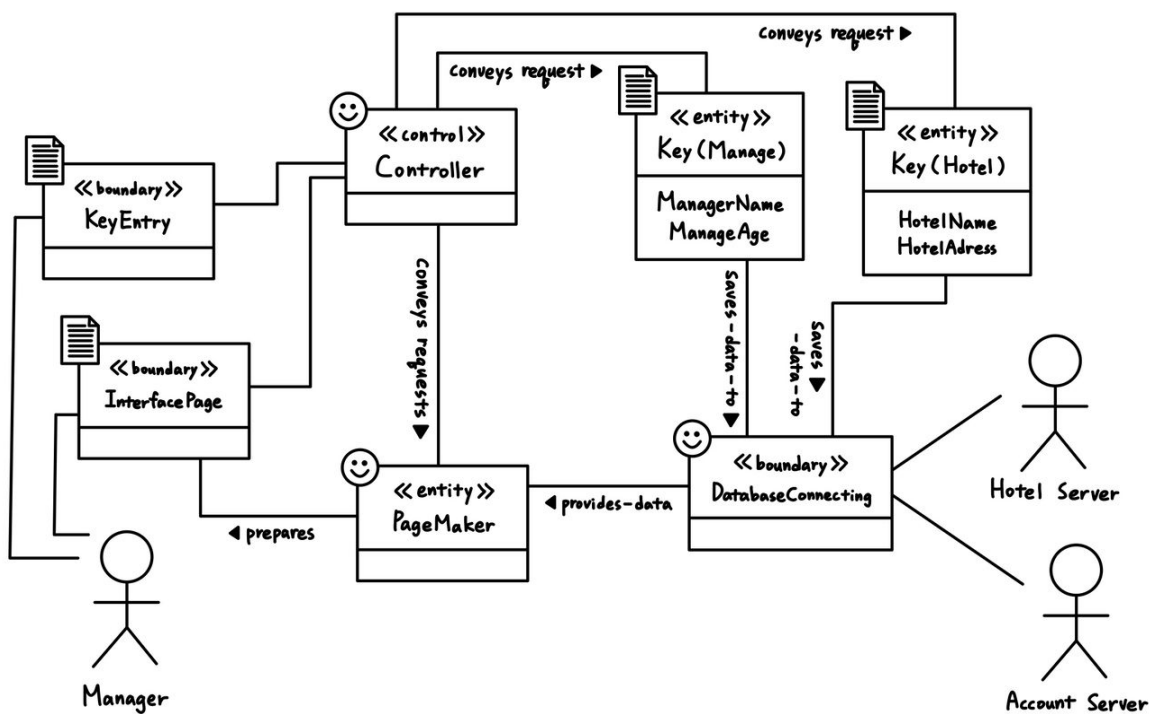 conveys request ▶
conveys request ▶
«control»
Controller
«entity»
Key (Manage)
ManagerName
ManageAge
«entity»
Key (Hotel)
HotelName
HotelAdress
«boundary»
KeyEntry
«boundary»
InterfacePage
conveys requests ▶
saves-data-to ▶
saves ▶
-data-to
«entity»
PageMaker
◀ prepares
◀ provides-data
«boundary»
DatabaseConnecting
Hotel Server
Account Server
Manager